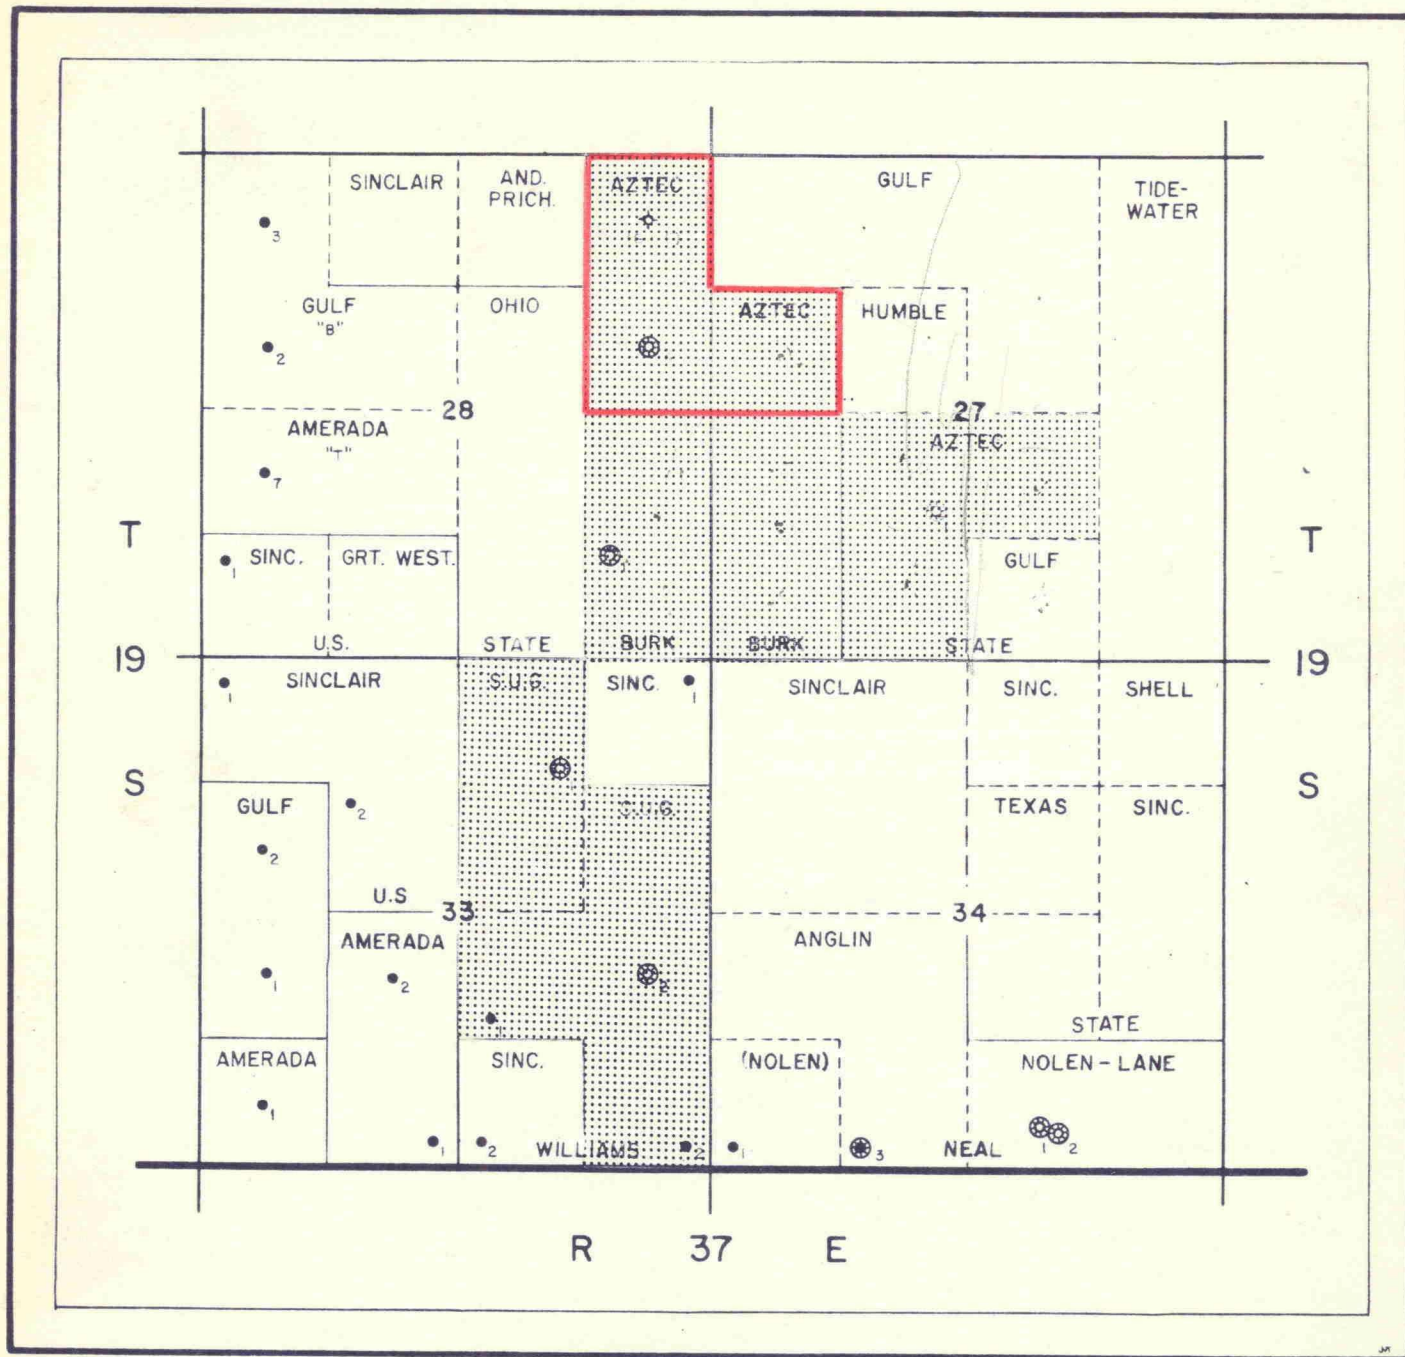 SINCLAIR
AND.
PRICH.
AZTEC
GULF
TIDE-
WATER
3
GULF
"B"
OHIO
AZTEC
HUMBLE
2
28
27
AMERADA
"T"
AZTEC
7
T
T
SINC.
GRT. WEST.
GULF
1
U.S.
STATE
BURK
BURK
STATE
19
19
SINCLAIR
S.U.G.
SINC.
SINCLAIR
SINC.
SHELL
1
1
S
S
GULF
2
S.U.G.
TEXAS
SINC.
2
U.S
33
34
AMERADA
ANGLIN
1
2
2
1
STATE
AMERADA
SINC.
(NOLEN)
NOLEN-LANE
1
1
2
WILLIAMS
2
1
3
NEAL
1
2
R 37 E